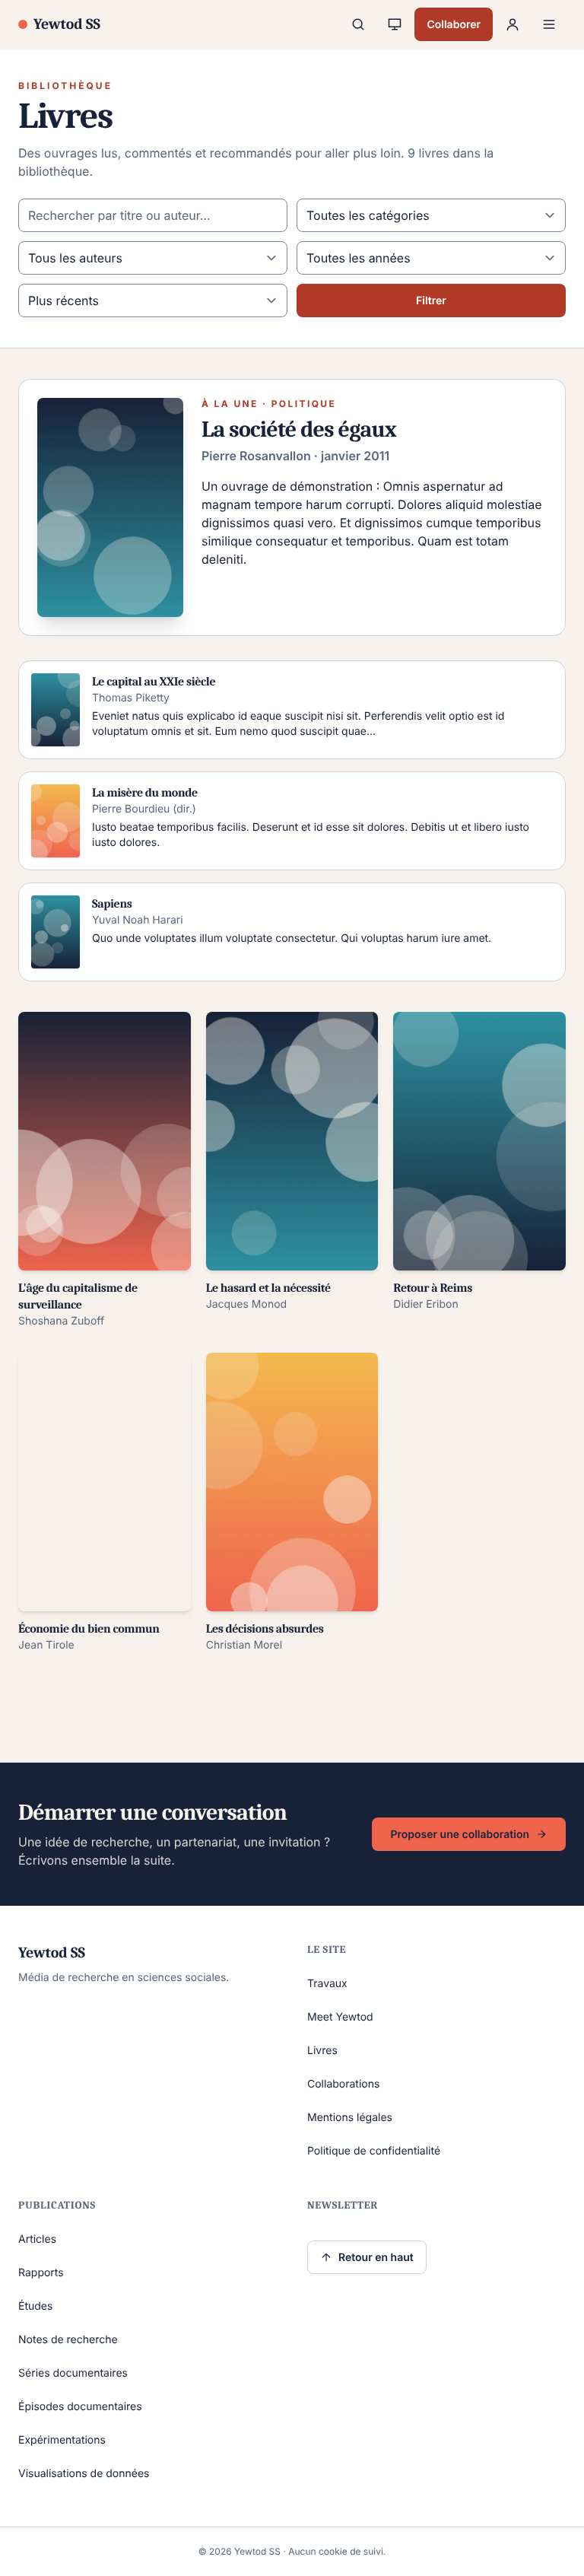 Yewtod SS
Collaborer
BIBLIOTHÈQUE
Livres
Des ouvrages lus, commentés et recommandés pour aller plus loin. 9 livres dans la
bibliothèque.
Rechercher par titre ou auteur...
Toutes les catégories
Tous les auteurs
Toutes les années
Plus récents
Filtrer
À LA UNE · POLITIQUE
La société des égaux
Pierre Rosanvallon · janvier 2011
Un ouvrage de démonstration : Omnis aspernatur ad
magnam tempore harum corrupti. Dolores aliquid molestiae
dignissimos quasi vero. Et dignissimos cumque temporibus
similique consequatur et temporibus. Quam est totam
deleniti.
Le capital au XXIe siècle
Thomas Piketty
Eveniet natus quis explicabo id eaque suscipit nisi sit. Perferendis velit optio est id
voluptatum omnis et sit. Eum nemo quod suscipit quae...
La misère du monde
Pierre Bourdieu (dir.)
Iusto beatae temporibus facilis. Deserunt et id esse sit dolores. Debitis ut et libero iusto
iusto dolores.
Sapiens
Yuval Noah Harari
Quo unde voluptates illum voluptate consectetur. Qui voluptas harum iure amet.
L'âge du capitalisme de
surveillance
Shoshana Zuboff
Le hasard et la nécessité
Jacques Monod
Retour à Reims
Didier Eribon
Économie du bien commun
Jean Tirole
Les décisions absurdes
Christian Morel
Démarrer une conversation
Une idée de recherche, un partenariat, une invitation ?
Écrivons ensemble la suite.
Proposer une collaboration
Yewtod SS
Média de recherche en sciences sociales.
LE SITE
Travaux
Meet Yewtod
Livres
Collaborations
Mentions légales
Politique de confidentialité
PUBLICATIONS
Articles
Rapports
Études
Notes de recherche
Séries documentaires
Épisodes documentaires
Expérimentations
Visualisations de données
NEWSLETTER
Retour en haut
© 2026 Yewtod SS · Aucun cookie de suivi.